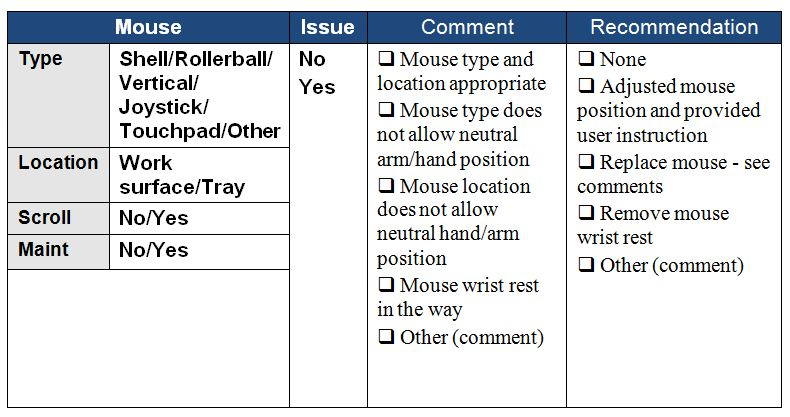 Mouse Issue Comment Recommendation
Type
Shell/Rollerball/
Vertical/
Joystick/
Touchpad/Other
Location
Work
surface/Tray
Scroll
No/Yes
Maint
No/Yes
No
Yes
❑ Mouse type and
location appropriate
❑ Mouse type does
not allow neutral
arm/hand position
❑ Mouse location
does not allow
neutral hand/arm
position
❑ Mouse wrist rest
in the way
❑ Other (comment)
❑ None
❑ Adjusted mouse
position and provided
user instruction
❑ Replace mouse - see
comments
❑ Remove mouse
wrist rest
❑ Other (comment)